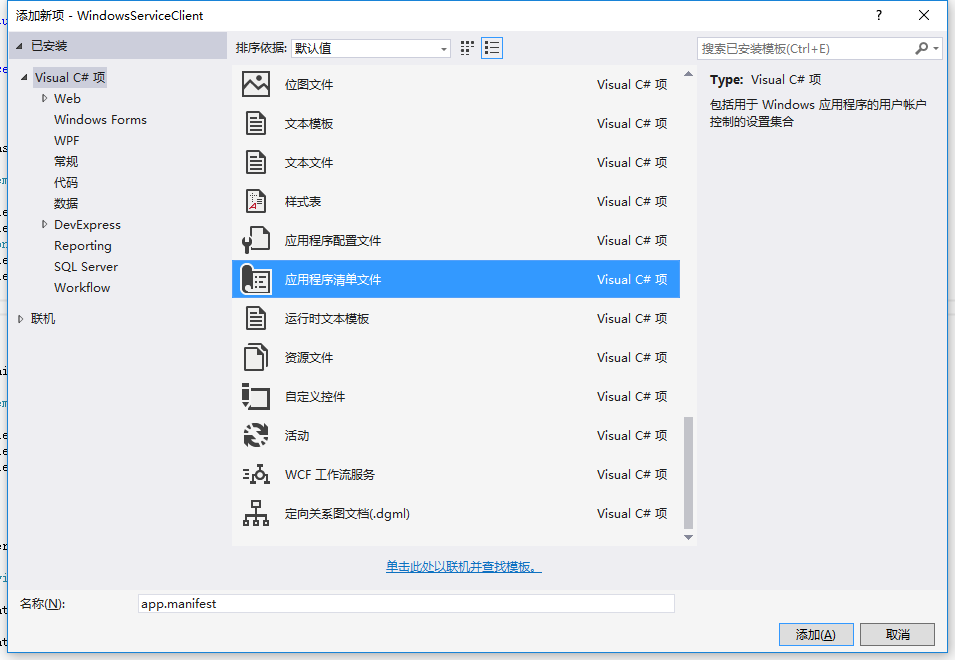 添加新项 - WindowsServiceClient
?
已安装
排序依据: 默认值
搜索已安装模板(Ctrl+E)
Visual C# 项
Web
Windows Forms
WPF
常规
代码
数据
DevExpress
Reporting
SQL Server
Workflow
联机
位图文件 Visual C# 项
文本模板 Visual C# 项
文本文件 Visual C# 项
样式表 Visual C# 项
应用程序配置文件 Visual C# 项
应用程序清单文件 Visual C# 项
运行时文本模板 Visual C# 项
资源文件 Visual C# 项
自定义控件 Visual C# 项
活动 Visual C# 项
WCF 工作流服务 Visual C# 项
定向关系图文档(.dgml) Visual C# 项
单击此处以联机并查找模板。
Type: Visual C# 项
包括用于 Windows 应用程序的用户帐户
控制的设置集合
名称(N): app.manifest
添加(A) 取消